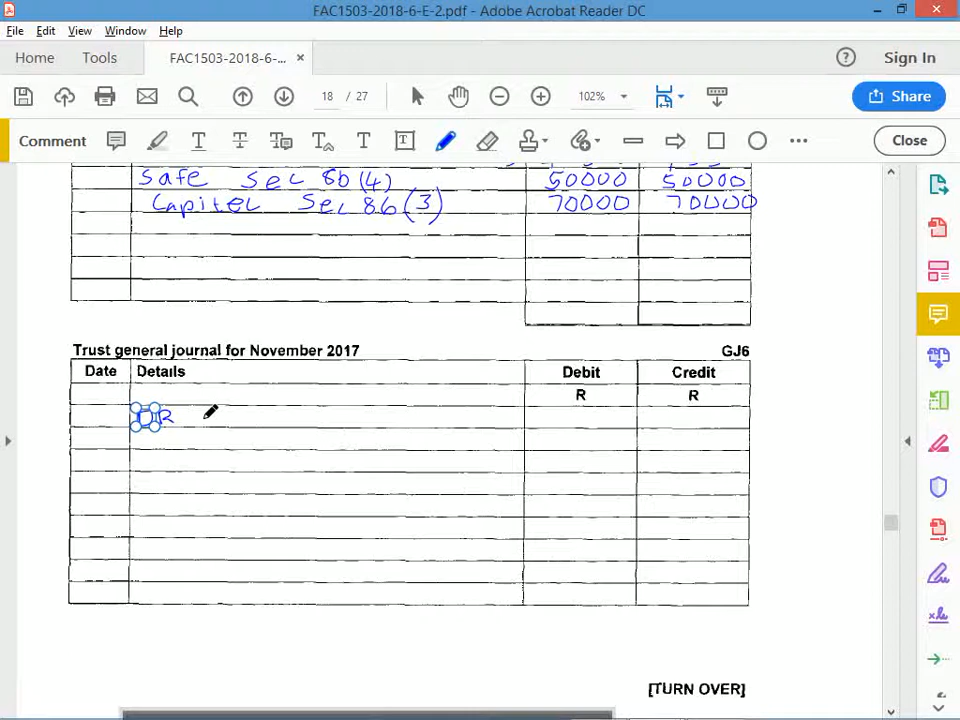 FAC1503-2018-6-E-2.pdf - Adobe Acrobat Reader DC
File Edit View Window Help
Home Tools FAC1503-2018-6-... × ? Sign In
18 / 27 102% Share
Comment Close
Safe Sec 86(4) 50000 50000
Capitec Sec 86(3) 70000 70000
Trust general journal for November 2017 GJ6
Date Details Debit Credit
R R
DR
[TURN OVER]